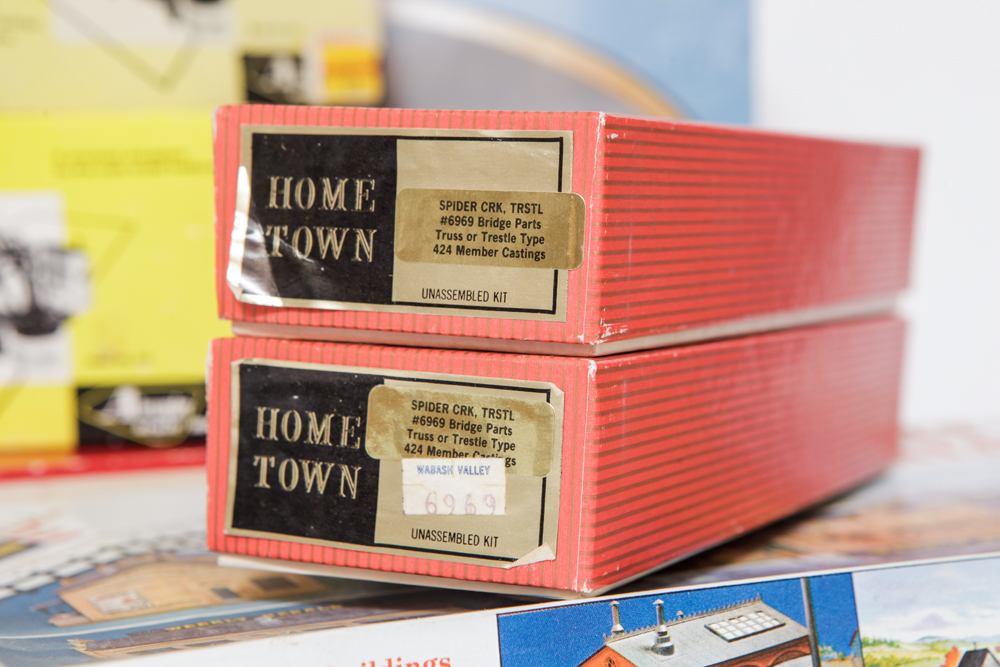 HOME
TOWN
SPIDER CRK, TRSTL
#6969 Bridge Parts
Truss or Trestle Type
424 Member Castings
UNASSEMBLED KIT
HOME
TOWN
SPIDER CRK, TRSTL
#6969 Bridge Parts
Truss or Trestle Type
424 Member Castings
WABASH VALLEY
6969
UNASSEMBLED KIT